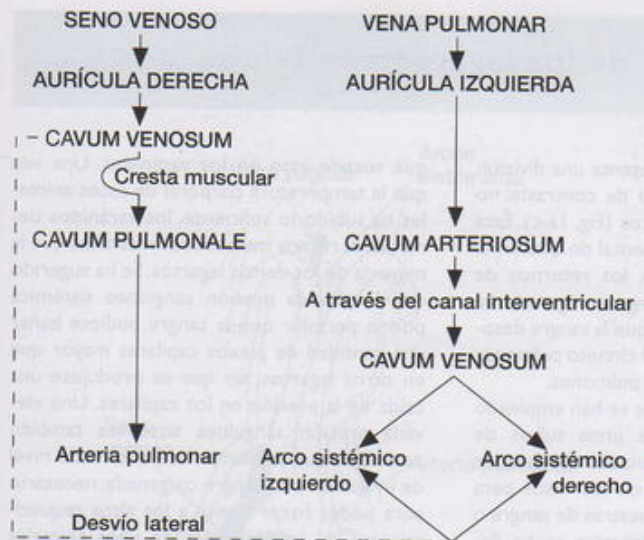 SENO VENOSO
AURÍCULA DERECHA
CAVUM VENOSUM
Cresta muscular
CAVUM PULMONALE
Arteria pulmonar
Desvío lateral
VENA PULMONAR
AURÍCULA IZQUIERDA
CAVUM ARTERIOSUM
A través del canal interventricular
CAVUM VENOSUM
Arco sistémico
izquierdo
Arco sistémico
derecho